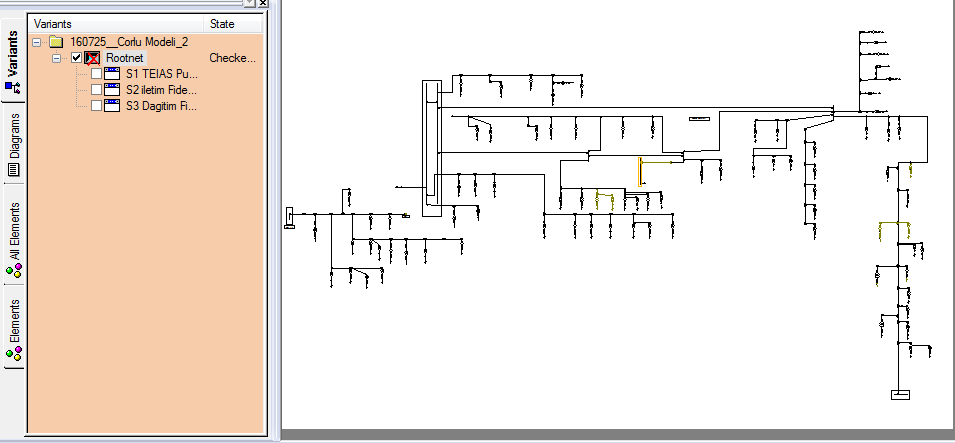 Variants State
160725__Corlu Modeli_2
Rootnet Checke...
S1 TEIAS Pu...
S2 iletim Fide...
S3 Dagitim Fi...
Variants
Diagrams
All Elements
Elements